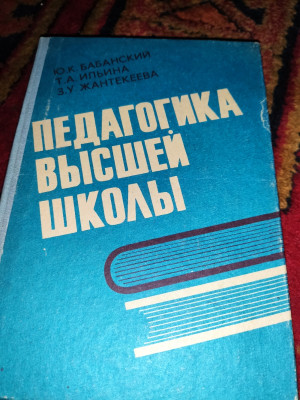 Ю.К. БАБАНСКИЙ
Т.А. ИЛЬИНА
З.У. ЖАНТЕКЕЕВА
ПЕДАГОГИКА
ВЫСШЕЙ
ШКОЛЫ